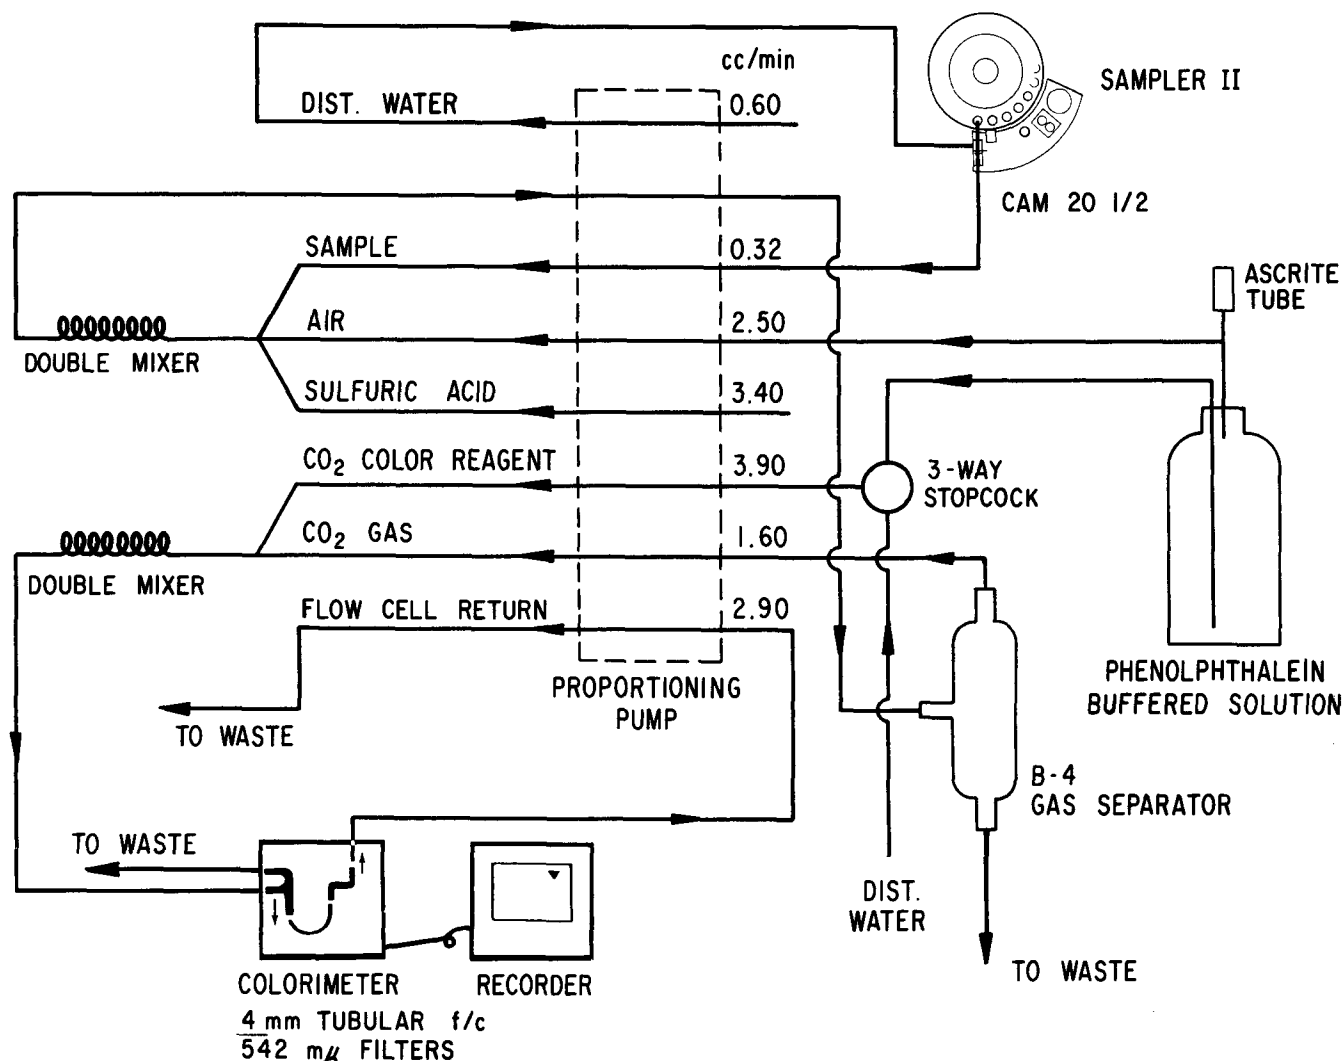 cc/min
DIST. WATER 0.60
SAMPLER II
CAM 20 1/2
SAMPLE 0.32
ASCRITE
TUBE
AIR 2.50
DOUBLE MIXER
SULFURIC ACID 3.40
CO2 COLOR REAGENT 3.90
3-WAY
STOPCOCK
CO2 GAS 1.60
DOUBLE MIXER
FLOW CELL RETURN 2.90
PROPORTIONING
PUMP
TO WASTE
PHENOLPHTHALEIN
BUFFERED SOLUTION
B-4
GAS SEPARATOR
TO WASTE
DIST.
WATER
TO WASTE
COLORIMETER
RECORDER
4 mm TUBULAR f/c
542 mμ FILTERS